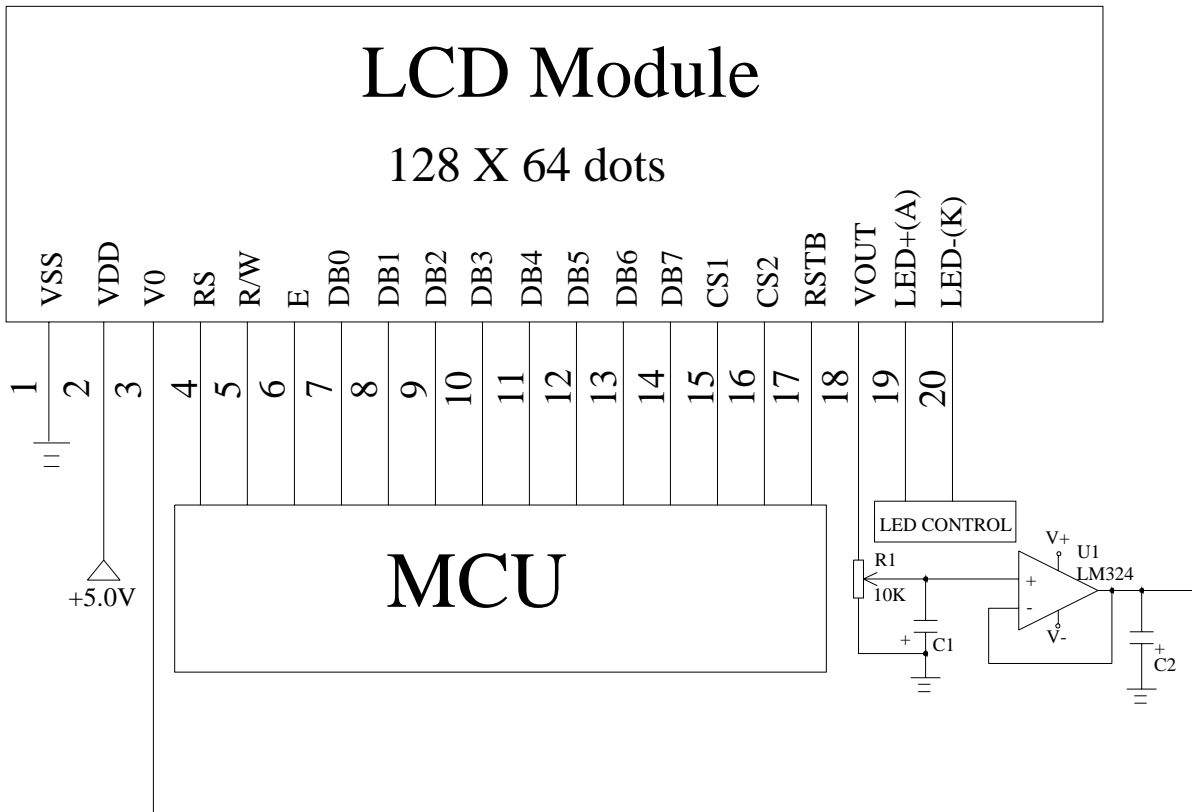 LCD Module
128 X 64 dots
VSS
VDD
V0
RS
R/W
E
DB0
DB1
DB2
DB3
DB4
DB5
DB6
DB7
CS1
CS2
RSTB
VOUT
LED+(A)
LED-(K)
1
2
3
4
5
6
7
8
9
10
11
12
13
14
15
16
17
18
19
20
LED CONTROL
MCU
+5.0V
R1
10K
+
C1
V+
U1
LM324
+
-
V-
+
C2